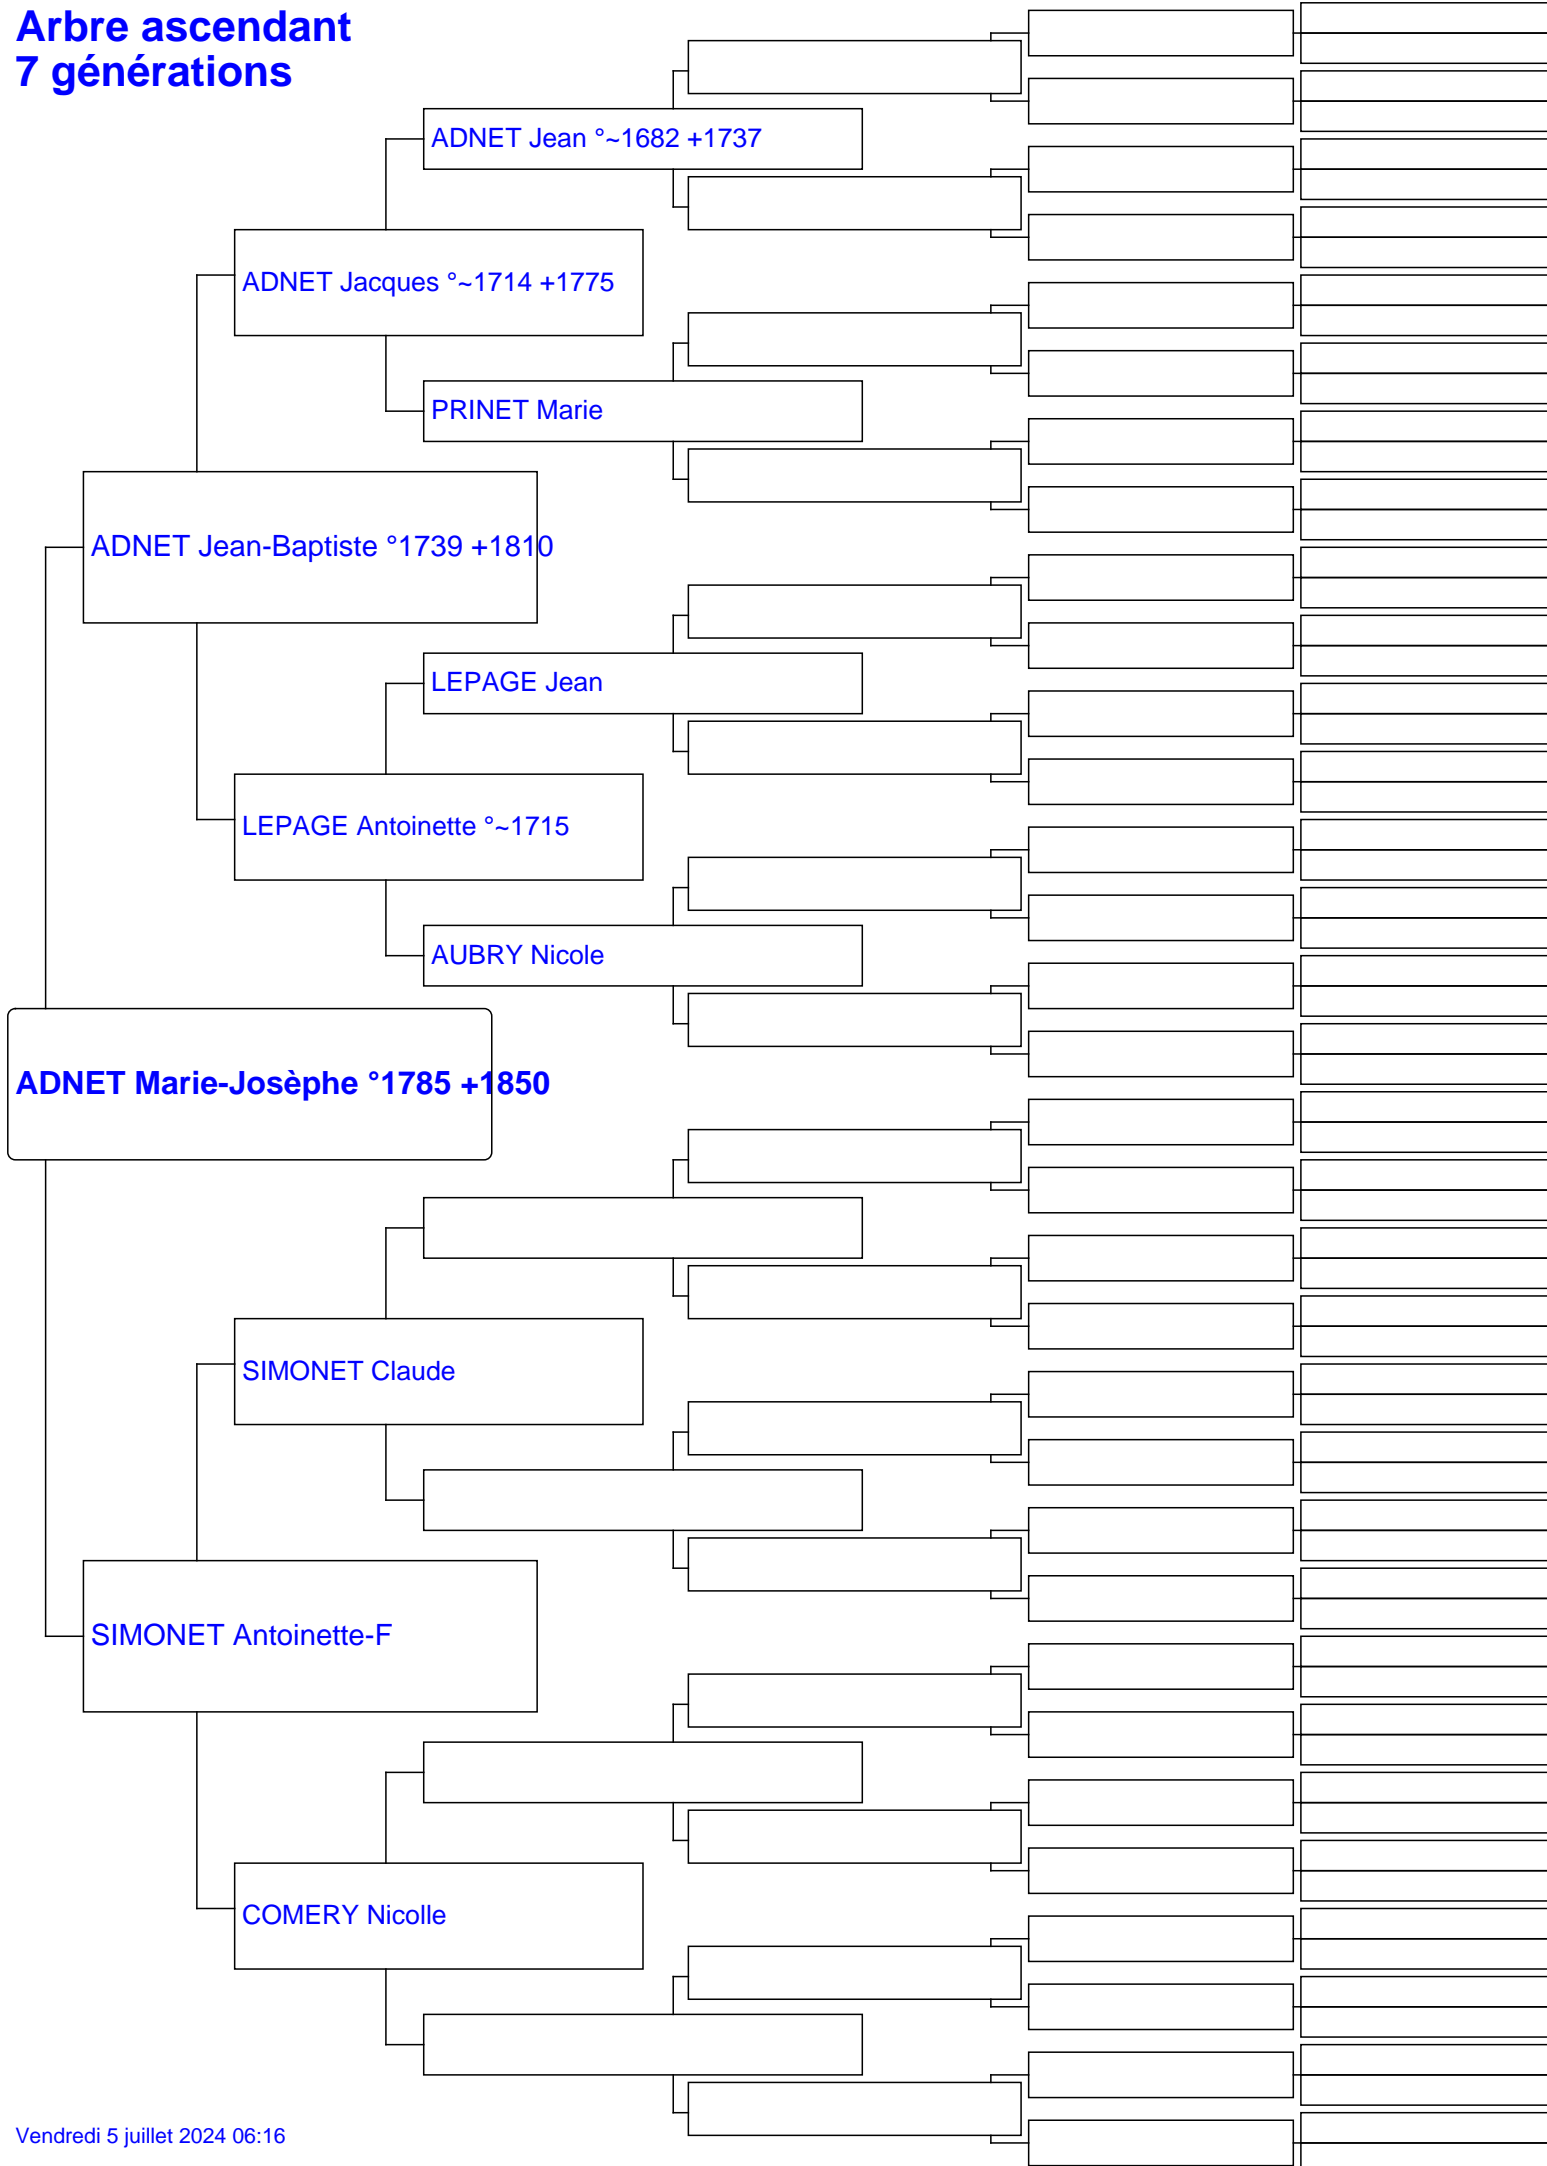 Arbre ascendant
7 générations
ADNET Jean °~1682 +1737
ADNET Jacques °~1714 +1775
PRINET Marie
ADNET Jean-Baptiste °1739 +1810
LEPAGE Jean
LEPAGE Antoinette °~1715
AUBRY Nicole
ADNET Marie-Josèphe °1785 +1850
SIMONET Claude
SIMONET Antoinette-F
COMERY Nicolle
Vendredi 5 juillet 2024 06:16